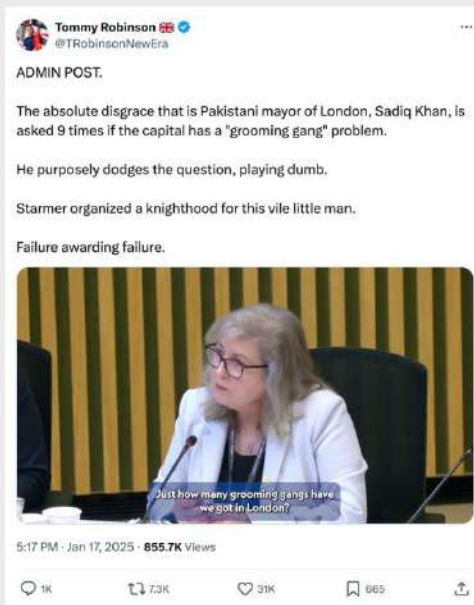 Tommy Robinson 🇬🇧
@TRobinsonNewEra
ADMIN POST.
The absolute disgrace that is Pakistani mayor of London, Sadiq Khan, is
asked 9 times if the capital has a "grooming gang" problem.
He purposely dodges the question, playing dumb.
Starmer organized a knighthood for this vile little man.
Failure awarding failure.
Just how many grooming gangs have
we got in London?
5:17 PM · Jan 17, 2025 · 855.7K Views
1K 7.3K 31K 665